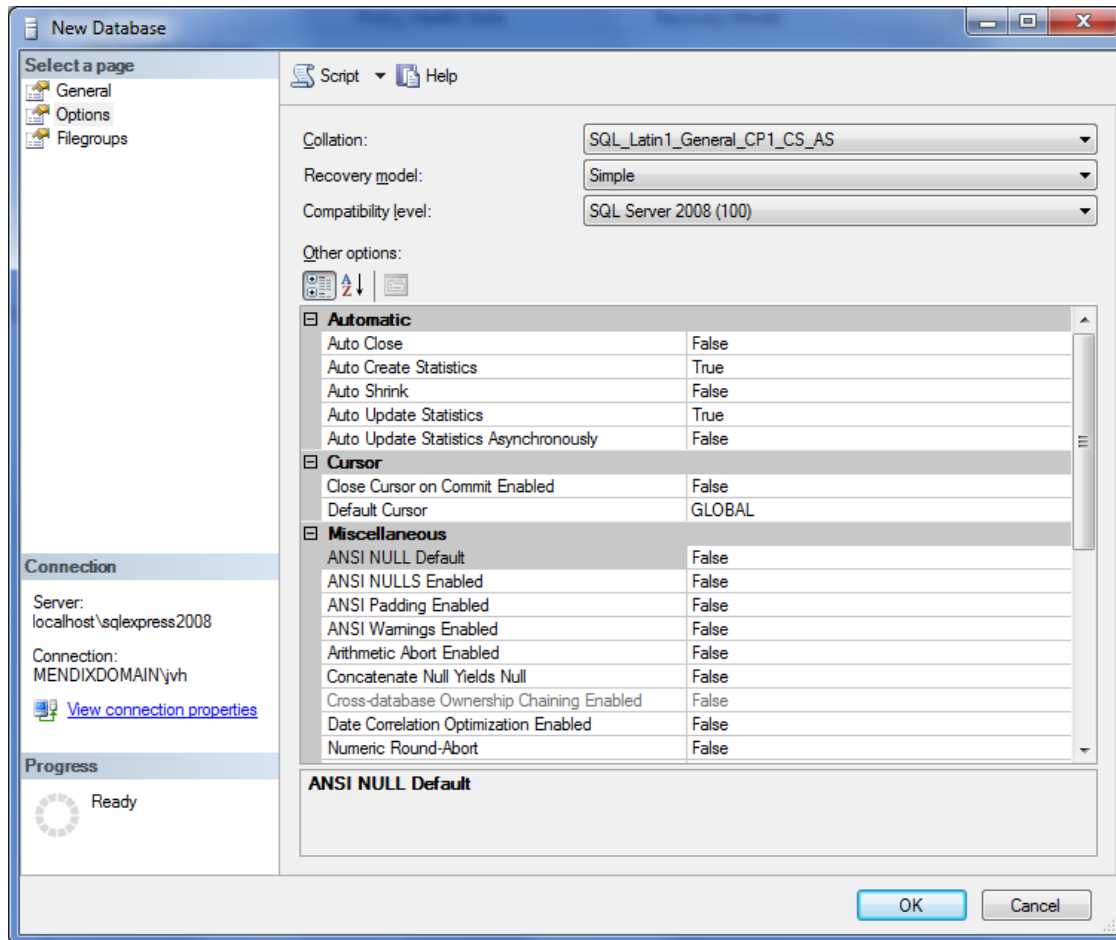 New Database
Select a page
General
Options
Filegroups
Script
Help
Collation: SQL_Latin1_General_CP1_CS_AS
Recovery model: Simple
Compatibility level: SQL Server 2008 (100)
Other options:
Automatic
Auto Close False
Auto Create Statistics True
Auto Shrink False
Auto Update Statistics True
Auto Update Statistics Asynchronously False
Cursor
Close Cursor on Commit Enabled False
Default Cursor GLOBAL
Miscellaneous
ANSI NULL Default False
ANSI NULLS Enabled False
ANSI Padding Enabled False
ANSI Warnings Enabled False
Arithmetic Abort Enabled False
Concatenate Null Yields Null False
Cross-database Ownership Chaining Enabled False
Date Correlation Optimization Enabled False
Numeric Round-Abort False
ANSI NULL Default
Connection
Server:
localhost\sqlexpress2008
Connection:
MENDIXDOMAIN\jvh
View connection properties
Progress
Ready
OK
Cancel